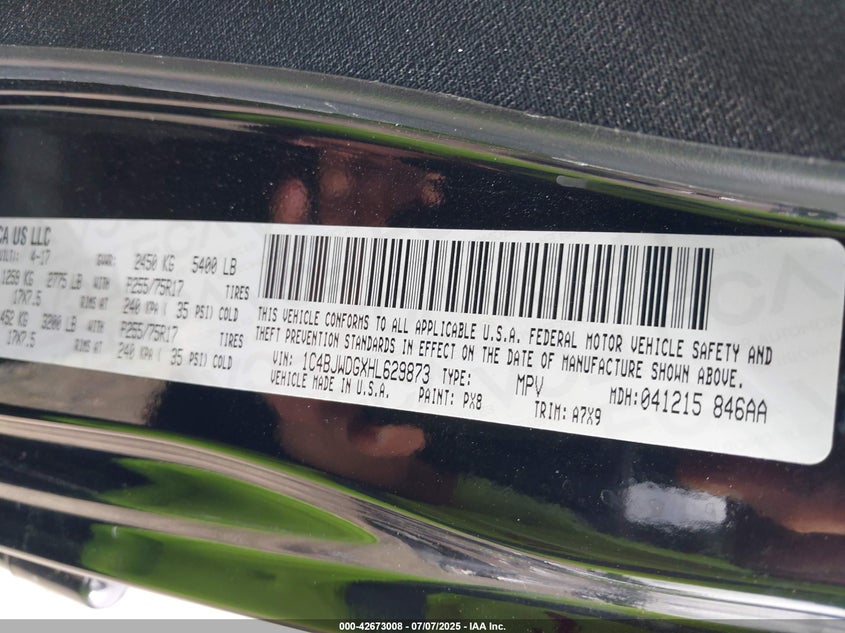 CA US LLC
4-17 GVWR: 2450 KG 5400 LB
1259 KG 2775 LB WITH P255/75R17 TIRES
17X7.5 RIMS AT 240 KPA ( 35 PSI) COLD
452 KG 3200 LB WITH P255/75R17 TIRES
17X7.5 RIMS AT 240 KPA ( 35 PSI) COLD
THIS VEHICLE CONFORMS TO ALL APPLICABLE U.S.A. FEDERAL MOTOR VEHICLE SAFETY AND
THEFT PREVENTION STANDARDS IN EFFECT ON THE DATE OF MANUFACTURE SHOWN ABOVE.
VIN: 1C4BJWDGXHL629873 TYPE: MPV MDH:041215 846AA
VEHICLE MADE IN U.S.A. PAINT: PX8 TRIM: A7X9
000-42673008 - 07/07/2025 - IAA Inc.